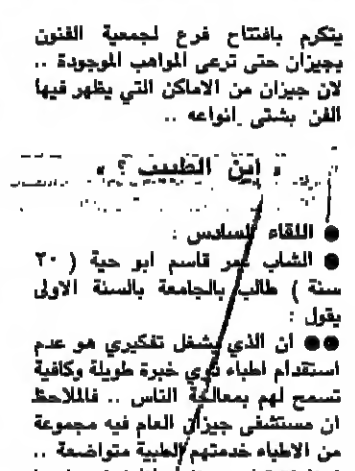 يتكرم بافتتاح فرع لجمعية الفنون
بجيزان حتى ترعى المواهب الموجودة ..
لان جيزان من الاماكن التي يظهر فيها
الفن بشتى انواعه ..
« اين الطبيب ؟ »
● اللقاء السادس :
● الشاب عمر قاسم ابو حية ( ٢٠
سنة ) طالب بالجامعة بالسنة الاولى
يقول :
●● ان الذي يشغل تفكيري هو عدم
استقدام اطباء ذوي خبرة طويلة وكافية
تسمح لهم بمعالجة الناس .. فالملاحظ
ان مستشفى جيزان العام فيه مجموعة
من الاطباء خدمتهم الطبية متواضعة ..